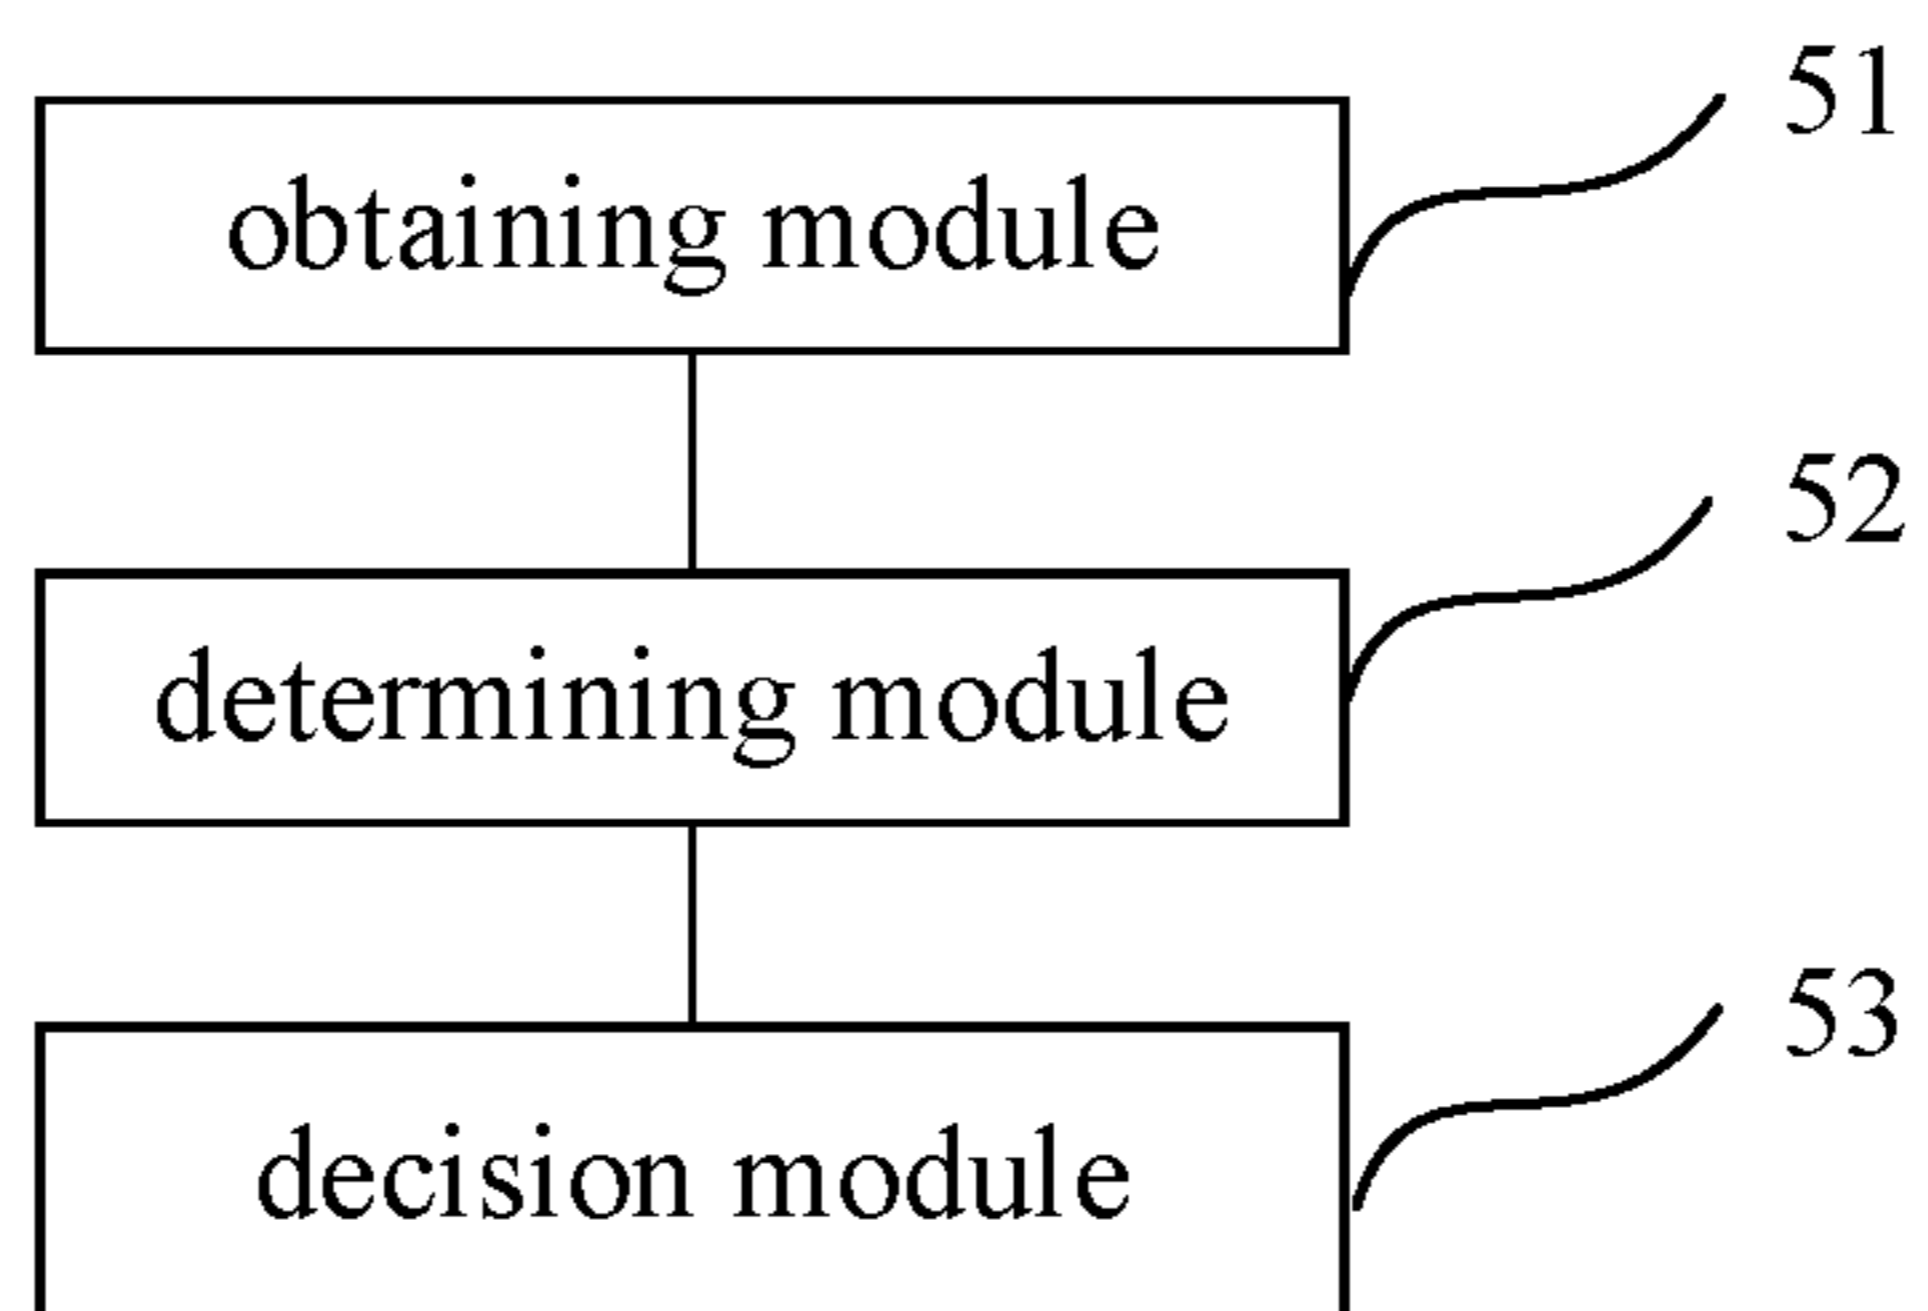 51
obtaining module
52
determining module
53
decision module